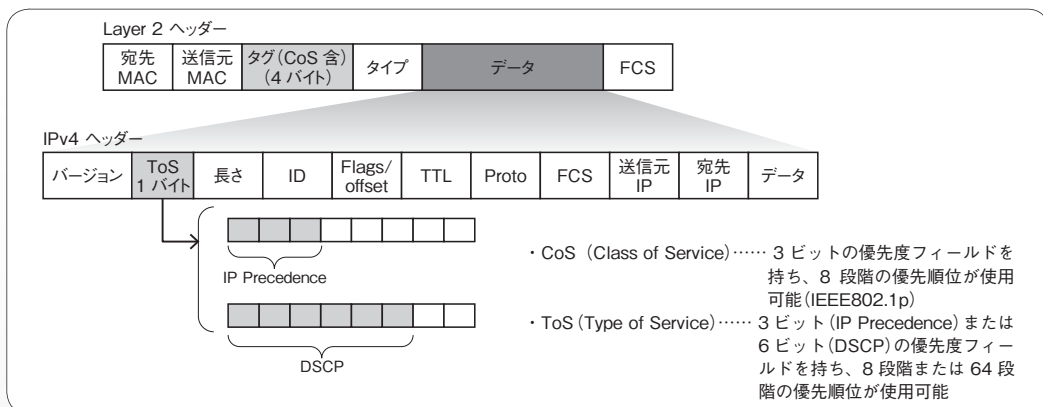 Layer 2 ヘッダー
宛先
MAC
送信元
MAC
タグ(CoS 含)
(4 バイト)
タイプ
データ
FCS
IPv4 ヘッダー
バージョン
ToS
1 バイト
長さ
ID
Flags/
offset
TTL
Proto
FCS
送信元
IP
宛先
IP
データ
IP Precedence
DSCP
・CoS (Class of Service)…… 3 ビットの優先度フィールドを
持ち、8 段階の優先順位が使用
可能(IEEE802.1p)
・ToS(Type of Service)…… 3 ビット(IP Precedence)または
6 ビット(DSCP)の優先度フィー
ルドを持ち、8 段階または 64 段
階の優先順位が使用可能